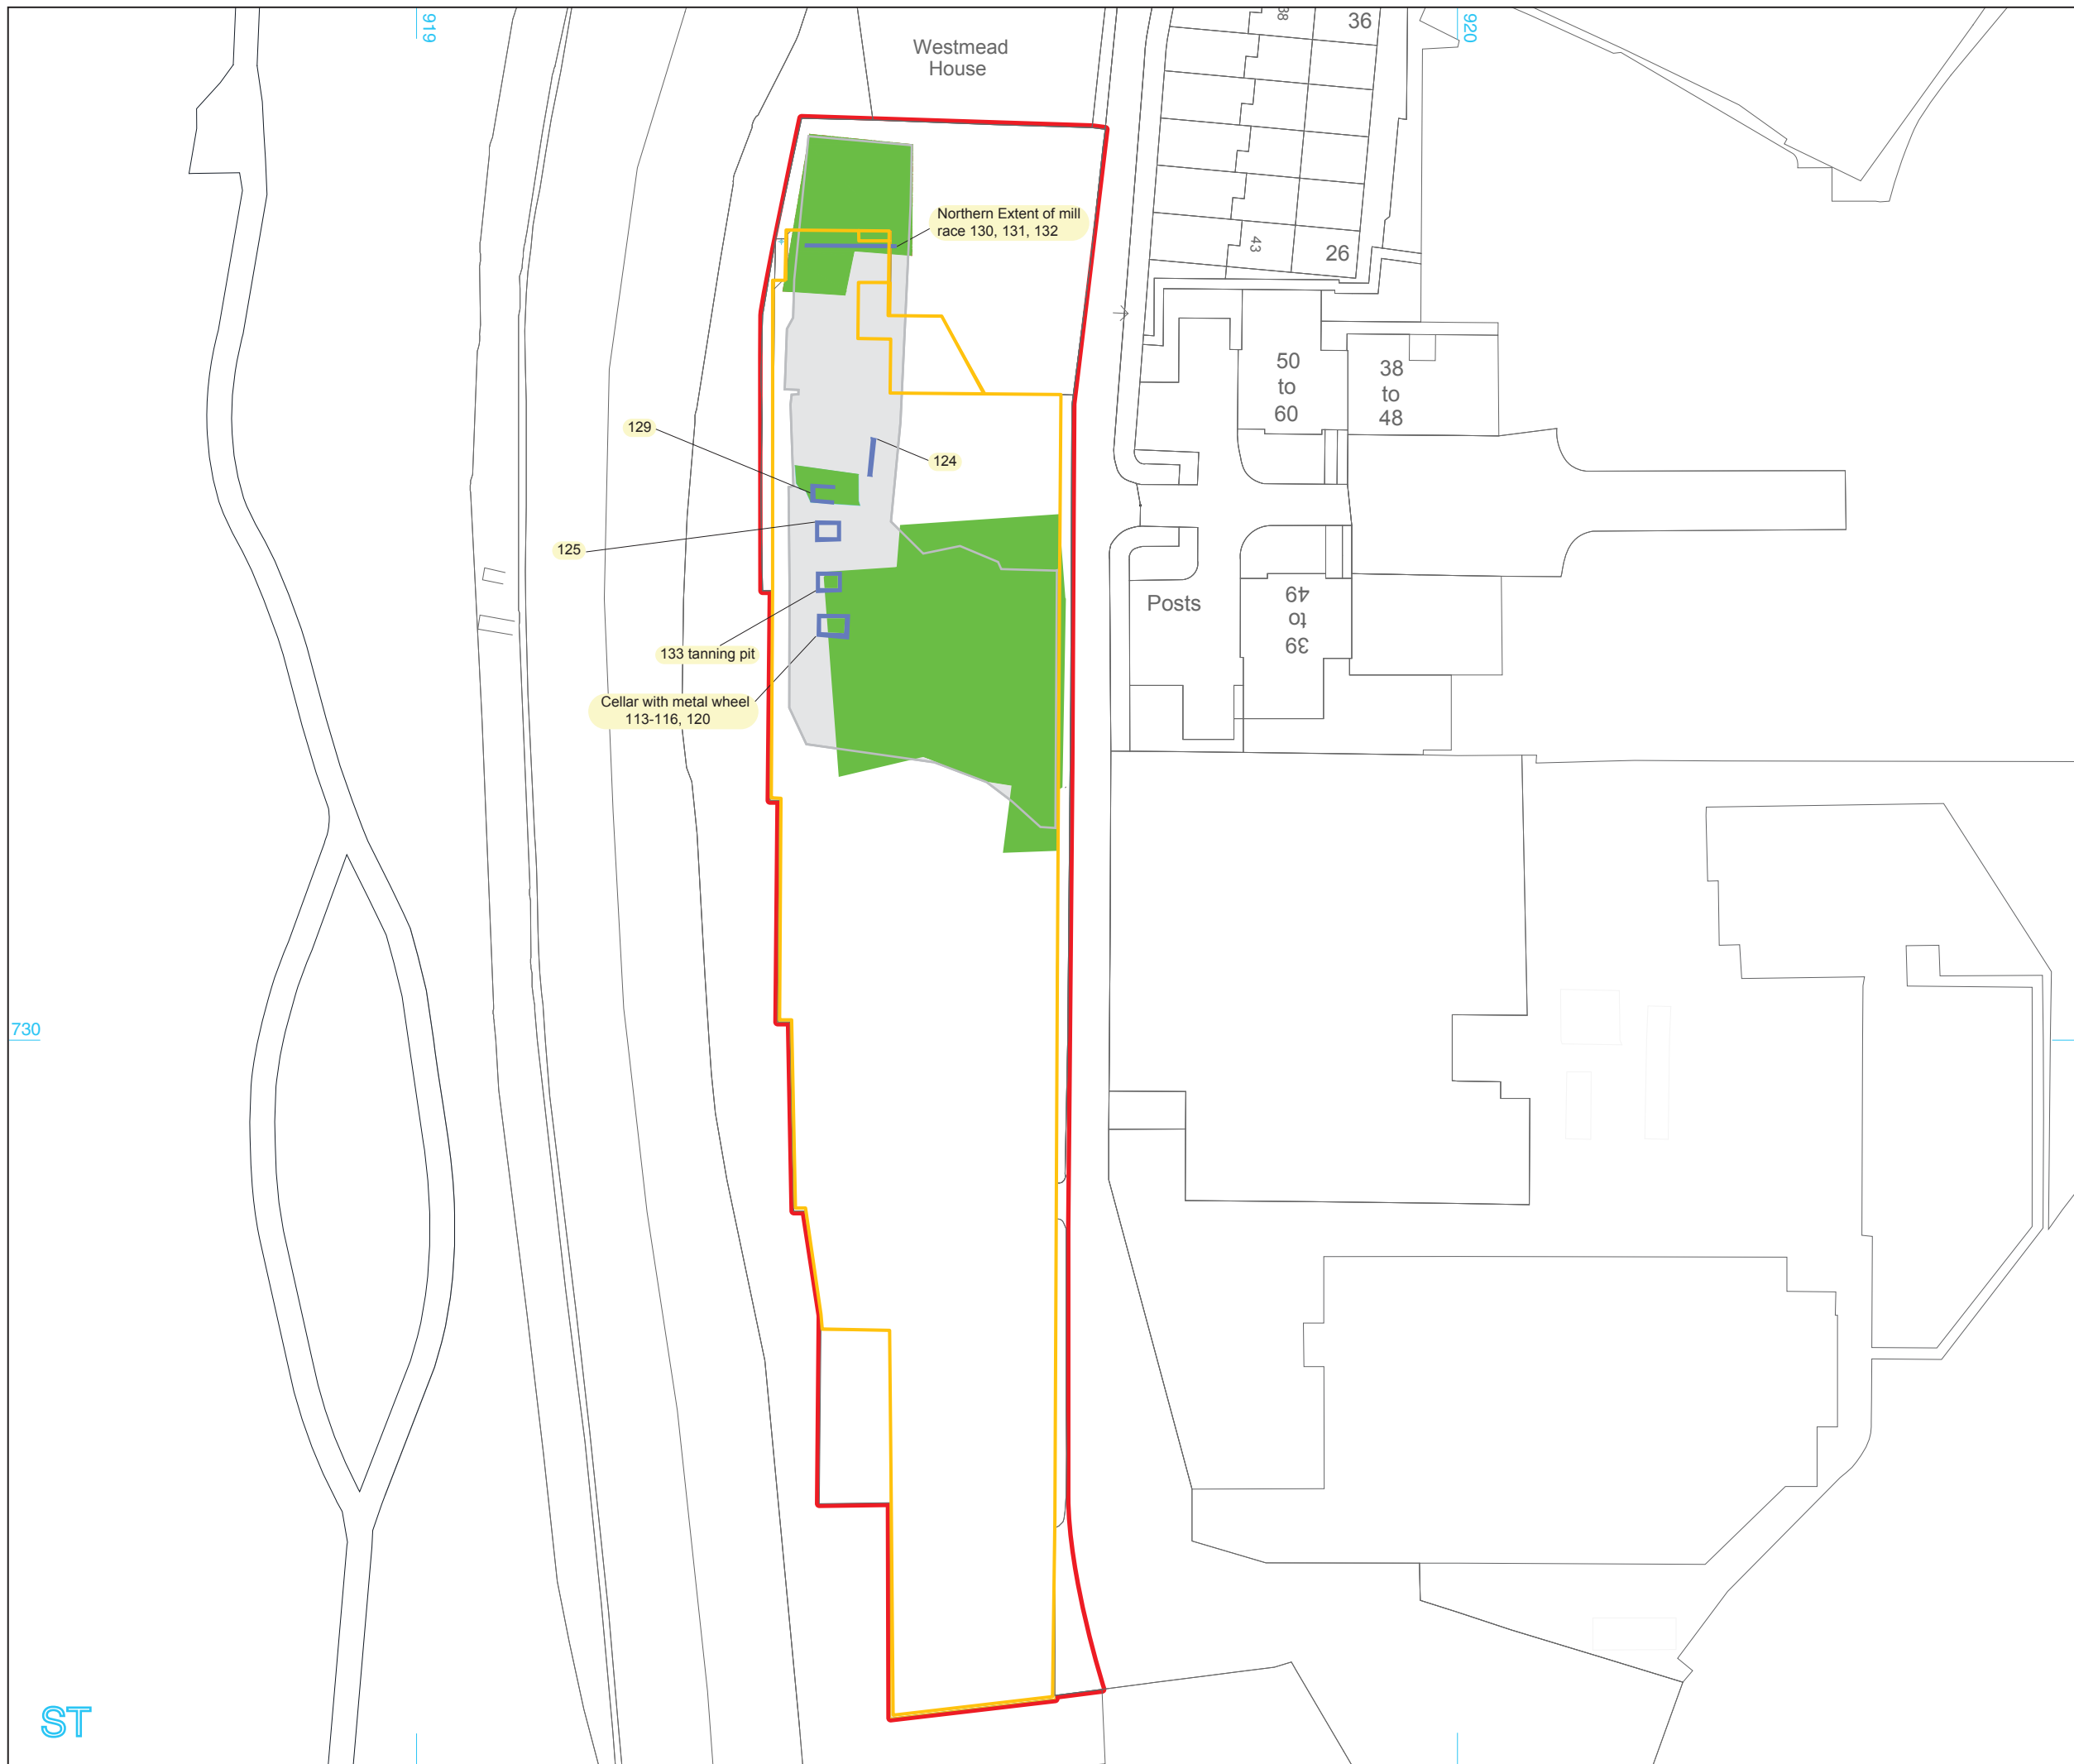 919
920
38
36
Westmead
House
Northern Extent of mill
race 130, 131, 132
43
26
50
to
60
38
to
48
129
124
125
Posts
49
to
39
133 tanning pit
Cellar with metal wheel
113-116, 120
730
ST